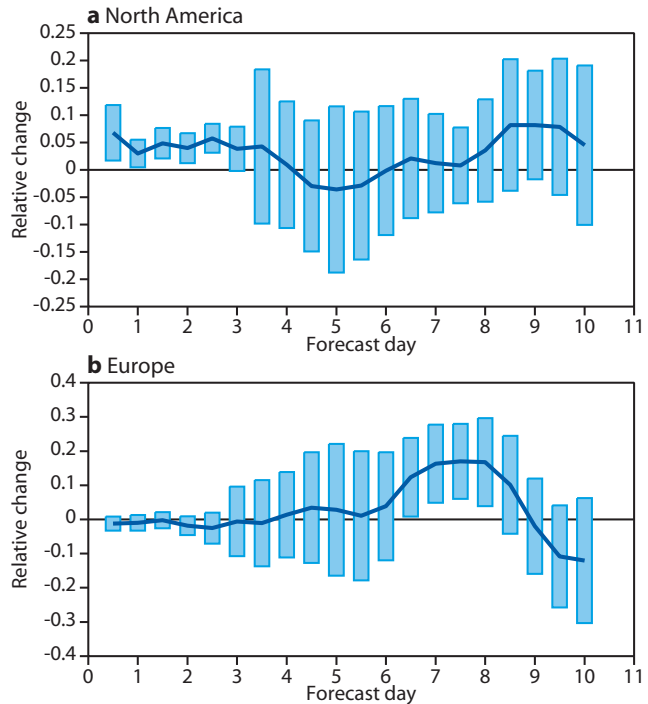 a North America
0.25
0.2
0.15
0.1
0.05
0
-0.05
-0.1
-0.15
-0.2
-0.25
Relative change
0 1 2 3 4 5 6 7 8 9 10 11
Forecast day
b Europe
0.4
0.3
0.2
0.1
0
-0.1
-0.2
-0.3
-0.4
Relative change
0 1 2 3 4 5 6 7 8 9 10 11
Forecast day